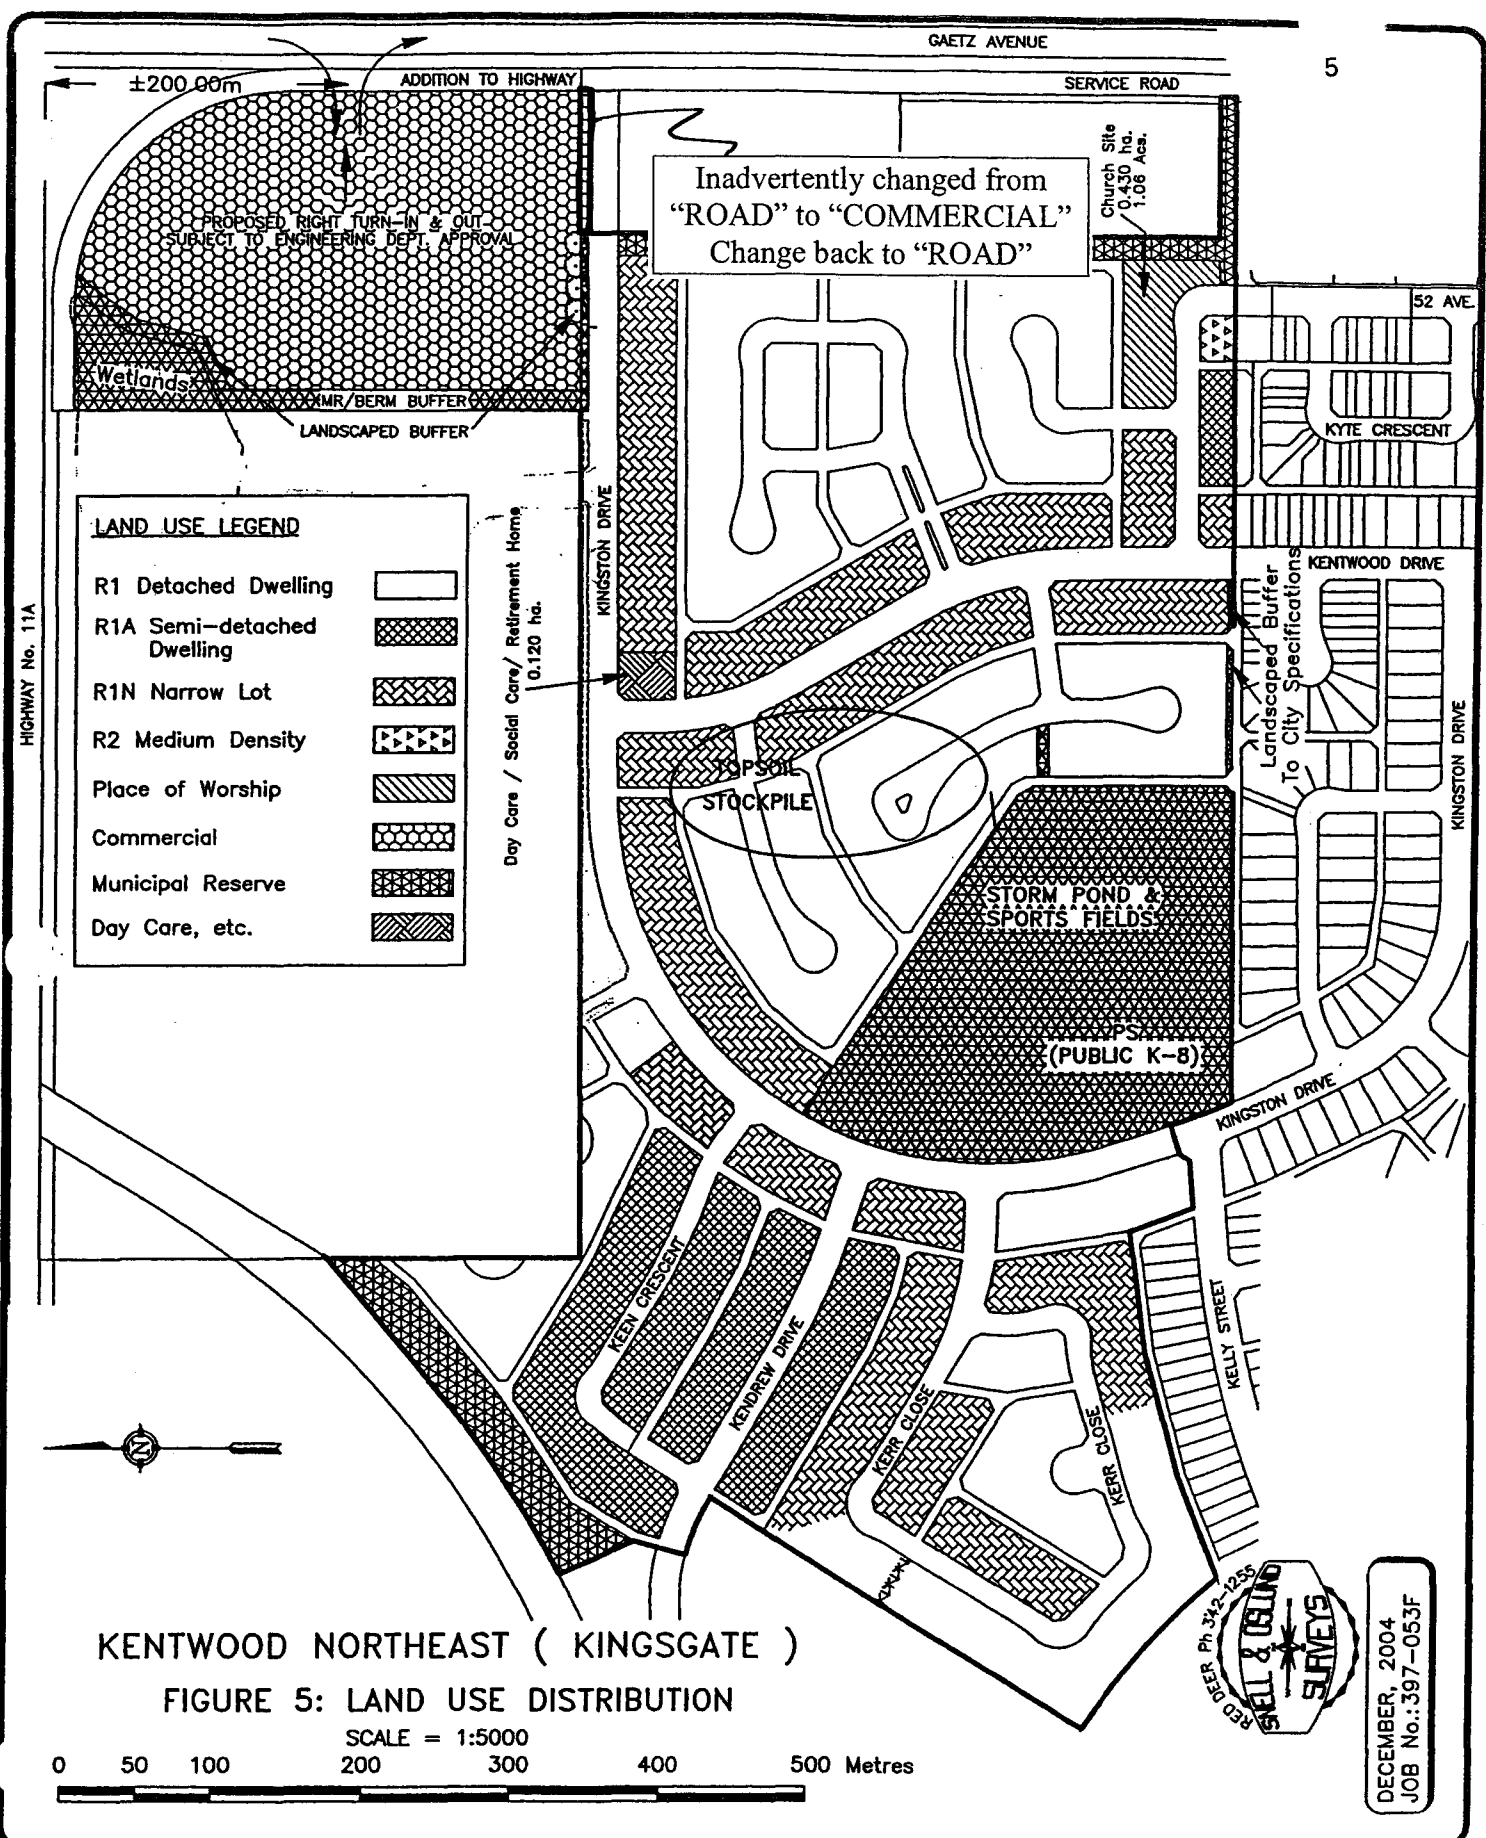 GAETZ AVENUE
5
±200.00m
ADDITION TO HIGHWAY
SERVICE ROAD
Inadvertently changed from
“ROAD” to “COMMERCIAL”
Change back to “ROAD”
Church Site
0.430 ha.
1.06 Acs.
PROPOSED RIGHT TURN-IN & OUT
SUBJECT TO ENGINEERING DEPT. APPROVAL
52 AVE.
Wetlands
MR/BERM BUFFER
LANDSCAPED BUFFER
KYTE CRESCENT
LAND USE LEGEND
R1 Detached Dwelling
R1A Semi-detached
Dwelling
R1N Narrow Lot
R2 Medium Density
Place of Worship
Commercial
Municipal Reserve
Day Care, etc.
HIGHWAY No. 11A
Day Care / Social Care/ Retirement Home
0.120 ha.
KINGSTON DRIVE
KENTWOOD DRIVE
Landscaped Buffer
To City Specifications
KINGSTON DRIVE
TOPSOIL
STOCKPILE
STORM POND &
SPORTS FIELDS
PS
(PUBLIC K-8)
KINGSTON DRIVE
KEEN CRESCENT
KENDREW DRIVE
KERR CLOSE
KERR CLOSE
KELLY STREET
N
KENTWOOD NORTHEAST ( KINGSGATE )
FIGURE 5: LAND USE DISTRIBUTION
SCALE = 1:5000
0 50 100 200 300 400 500 Metres
RED DEER Ph 342-1255
SNELL & OSLUND
SURVEYS
DECEMBER, 2004
JOB No.:397-053F